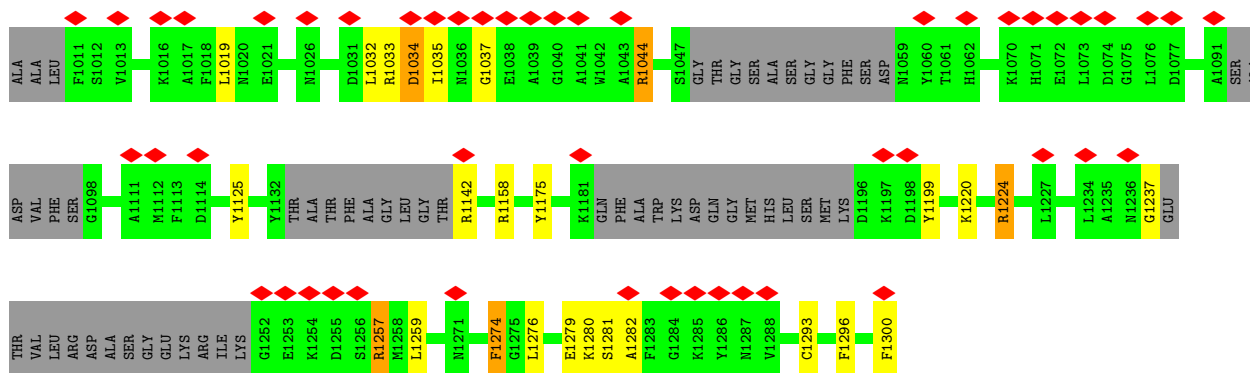 ALA ALA LEU F1011 S1012 V1013 K1016 A1017 F1018 L1019 N1020 E1021 N1026 D1031 L1032 R1033 D1034 I1035 N1036 G1037 E1038 A1039 G1040 A1041 W1042 A1043 R1044 S1047 GLY THR GLY SER ALA SER GLY GLY PHE SER ASP N1059 Y1060 T1061 H1062 K1070 H1071 E1072 L1073 D1074 G1075 L1076 D1077 A1091 SER
ASP VAL PHE SER G1098 A1111 M1112 F1113 D1114 Y1125 Y1132 THR ALA THR PHE ALA GLY LEU GLY THR R1142 R1158 Y1175 K1181 GLN PHE ALA TRP LYS ASP GLN GLY MET HIS LEU SER MET LYS D1196 K1197 D1198 Y1199 K1220 R1224 L1227 L1234 A1235 N1236 G1237 GLU
THR VAL LEU ARG ASP ALA SER GLY GLU LYS ARG ILE LYS G1252 E1253 K1254 D1255 S1256 R1257 M1258 L1259 N1271 F1274 G1275 L1276 E1279 K1280 S1281 A1282 F1283 G1284 K1285 Y1286 N1287 V1288 C1293 F1296 F1300